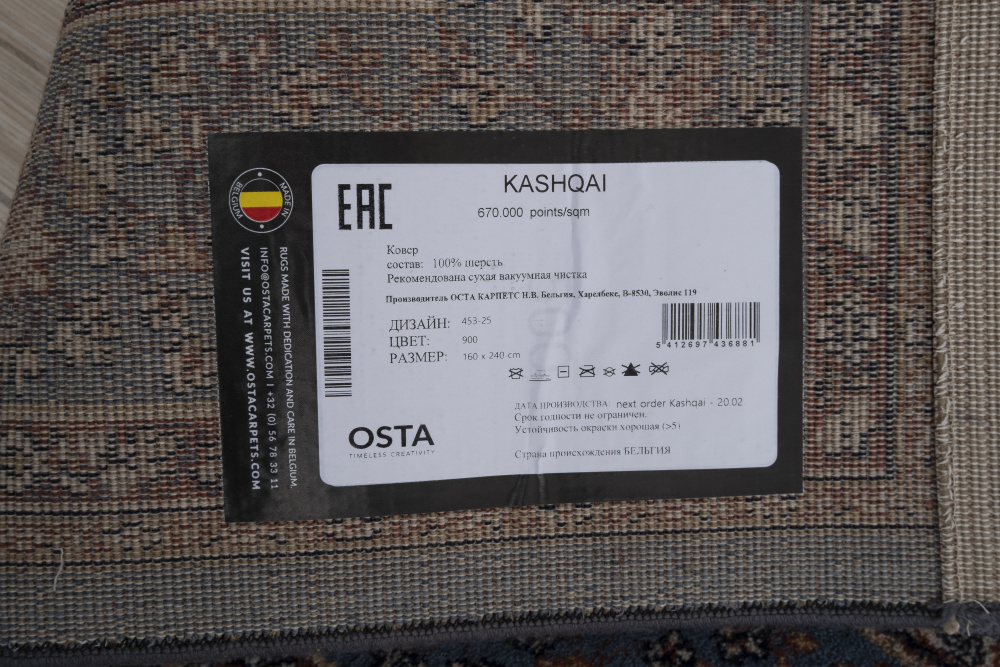 MADE IN
BELGIUM
RUGS MADE WITH DEDICATION AND CARE IN BELGIUM.
INFO@OSTACARPETS.COM I +32 (0) 56 78 33 11
VISIT US AT WWW.OSTACARPETS.COM
EAC
KASHQAI
670.000 points/sqm
Ковер
состав: 100% шерсть
Рекомендована сухая вакуумная чистка
Производитель ОСТА КАРПЕТС Н.В. Бельгия, Харелбеке, В-8530, Эволис 119
ДИЗАЙН: 453-25
ЦВЕТ: 900
РАЗМЕР: 160 x 240 cm
5 412697 436881
ДАТА ПРОИЗВОДСТВА next order Kashqai - 20.02
Срок годности не ограничен.
Устойчивость окраски хорошая (>5)
Страна происхождения БЕЛЬГИЯ
OSTA
TIMELESS CREATIVITY